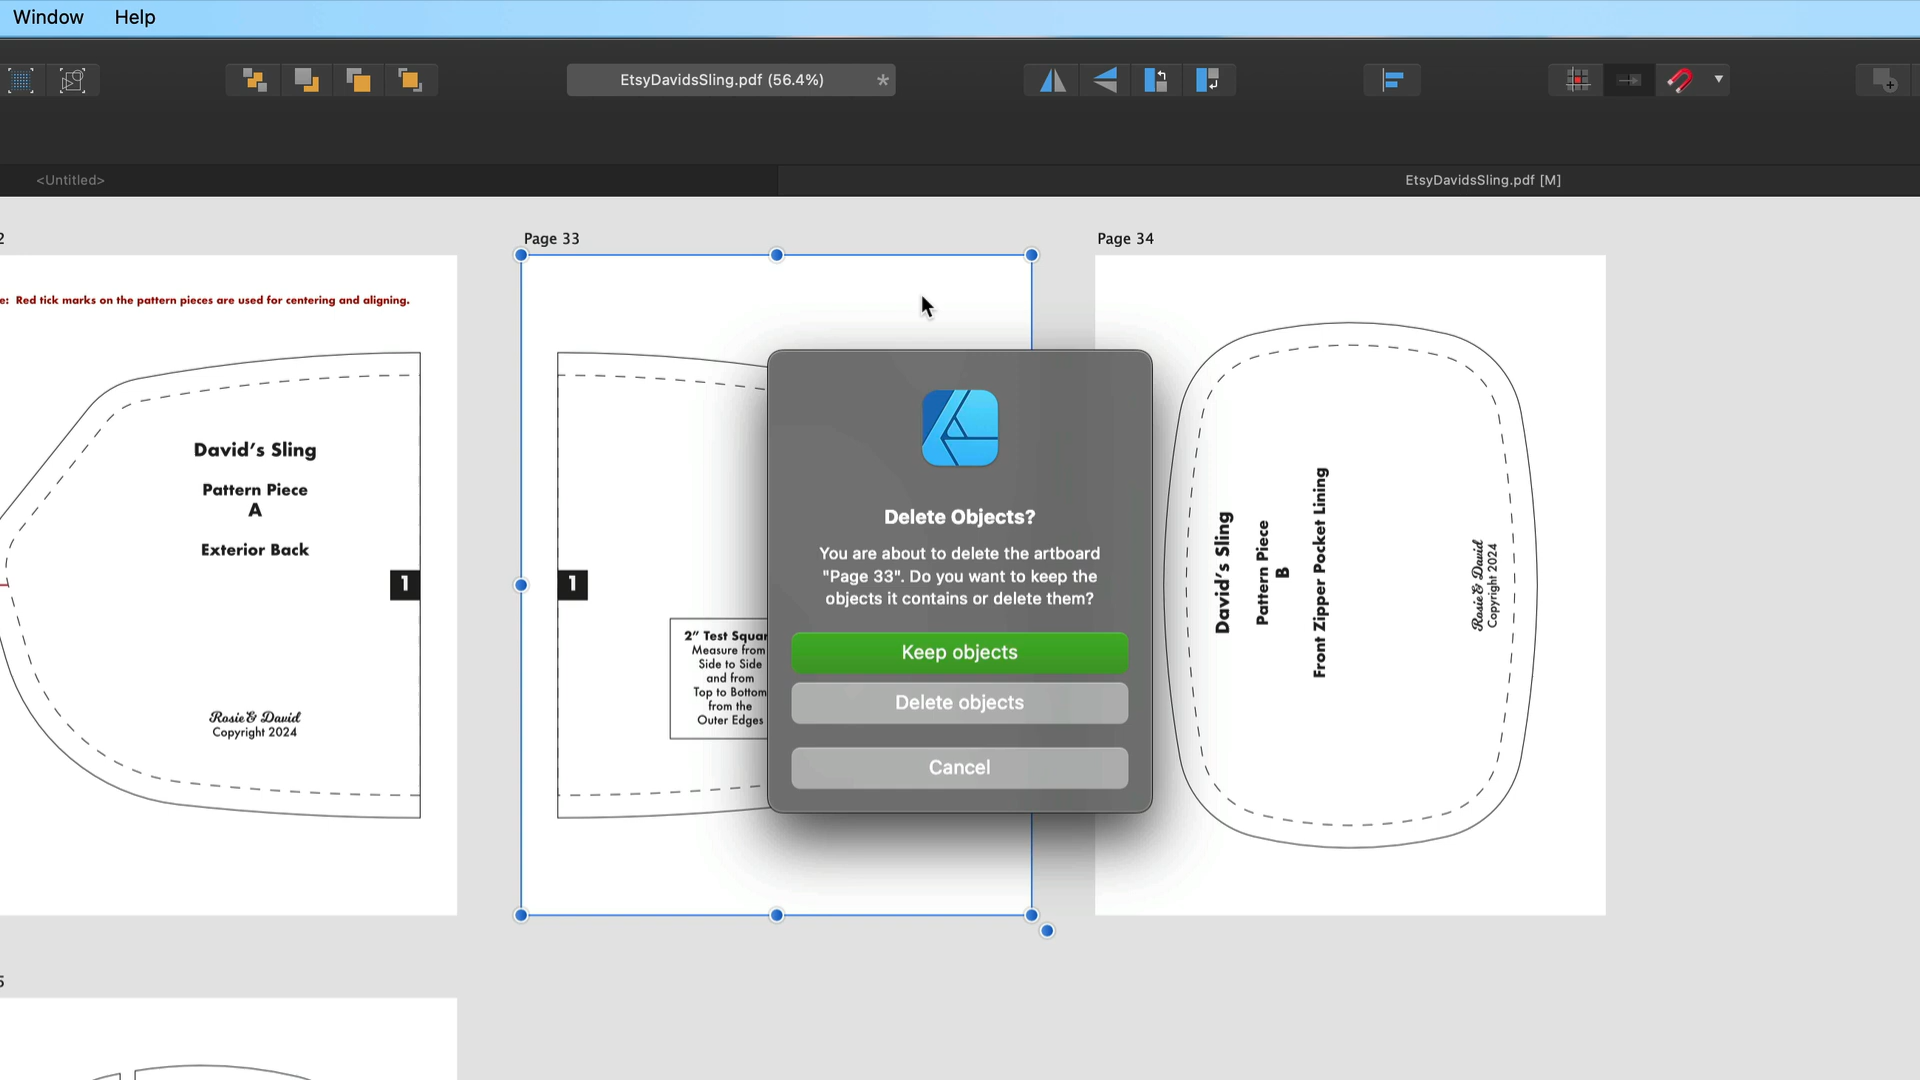 Window Help
EtsyDavidsSling.pdf (56.4%) *
<Untitled>
EtsyDavidsSling.pdf [M]
2
Page 33
Page 34
e: Red tick marks on the pattern pieces are used for centering and aligning.
David's Sling
Pattern Piece
A
Exterior Back
1
Rosie & David
Copyright 2024
1
2" Test Squar
Measure from
Side to Side
and from
Top to Bottom
from the
Outer Edges
Delete Objects?
You are about to delete the artboard
"Page 33". Do you want to keep the
objects it contains or delete them?
Keep objects
Delete objects
Cancel
David's Sling
Pattern Piece
B
Front Zipper Pocket Lining
Rosie & David
Copyright 2024
5